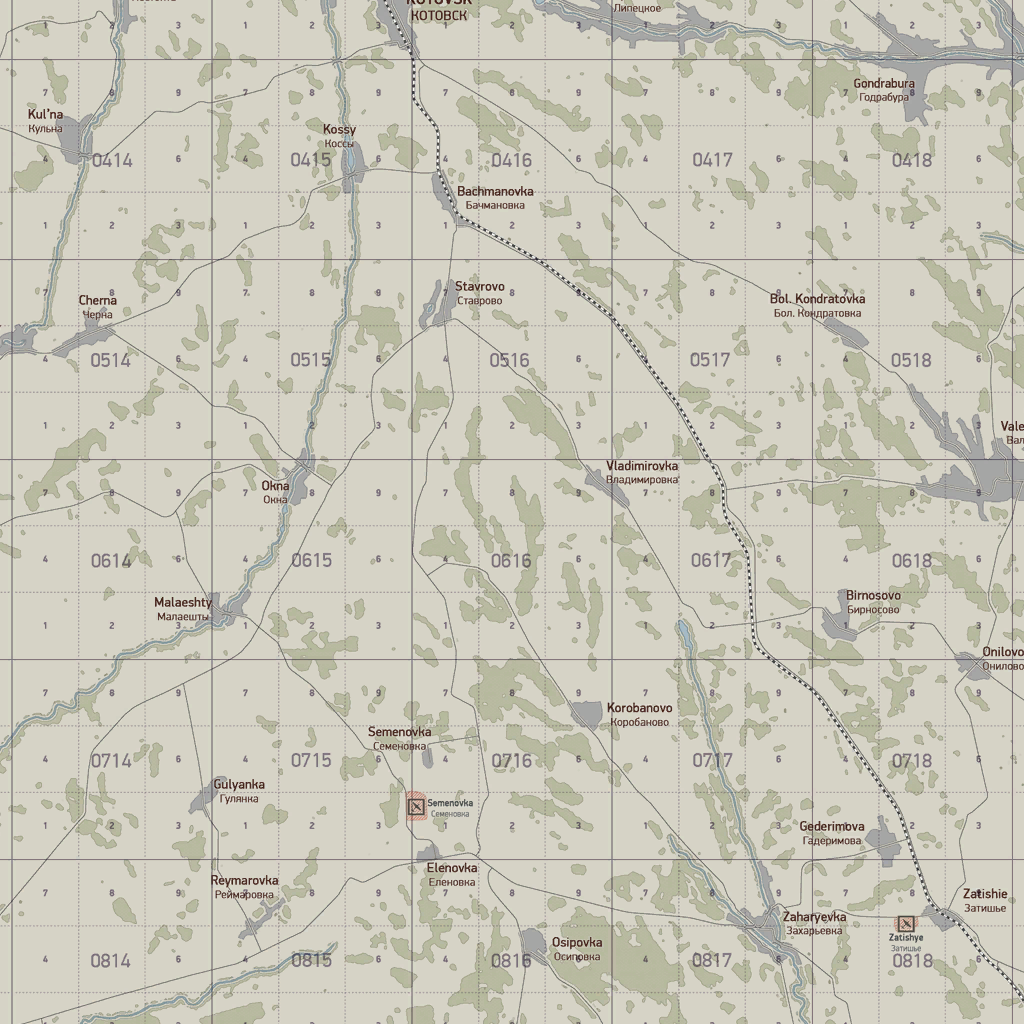 KOTOVSK
КОТОВСК
Липецкое
Gondrabura
Годрабура
Kul'na
Кульна
Kossy
Коссы
0414
0415
0416
0417
0418
Bachmanovka
Бачмановка
Cherna
Черна
Stavrovo
Ставрово
Bol. Kondratovka
Бол. Кондратовка
0514
0515
0516
0517
0518
Vale
Вал
Okna
Окна
Vladimirovka
Владимировка
0614
0615
0616
0617
0618
Malaeshty
Малаешты
Birnosovo
Бирносово
Onilovo
Онилово
Korobanovo
Коробаново
Semenovka
Семеновка
0714
0715
0716
0717
0718
Gulyanka
Гулянка
Semenovka
Семеновка
Gederimova
Гадеримова
Elenovka
Еленовка
Reymarovka
Реймаровка
Zaharyevka
Захарьевка
Zatishie
Затишье
Zatishye
Затишье
Osipovka
Осиповка
0814
0815
0816
0817
0818